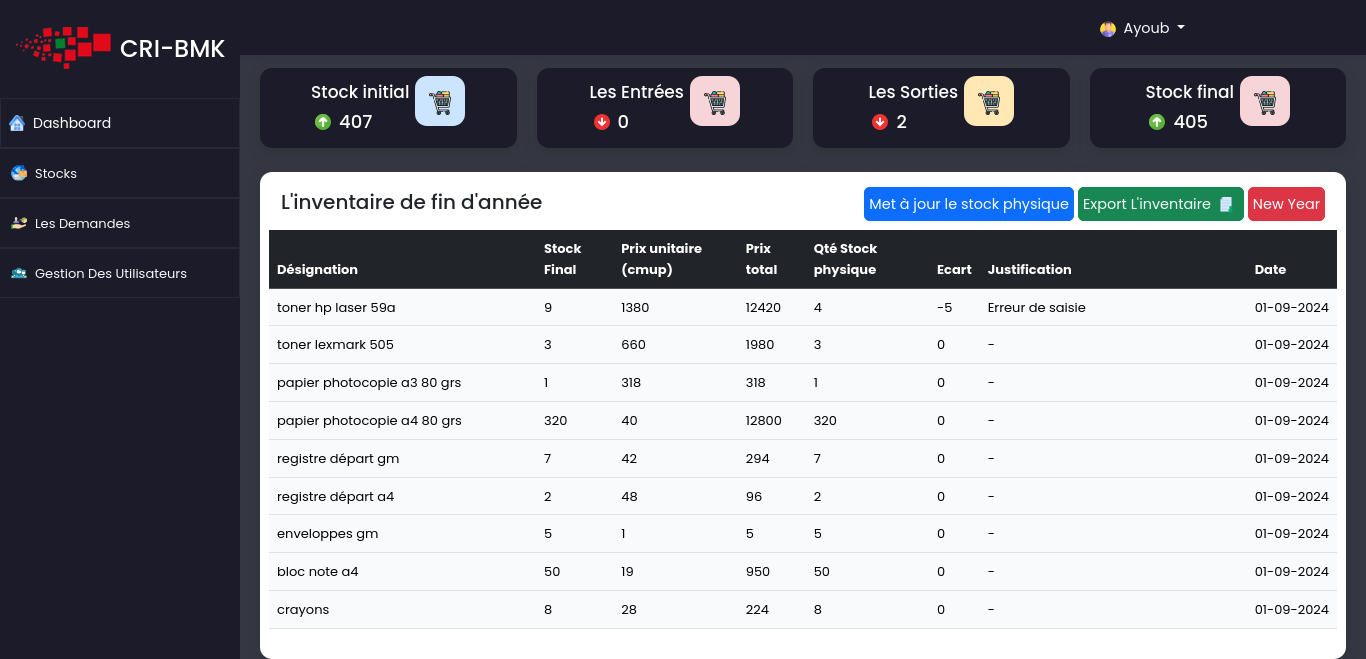 CRI-BMK
Ayoub
Dashboard
Stocks
Les Demandes
Gestion Des Utilisateurs
Stock initial
407
Les Entrées
0
Les Sorties
2
Stock final
405
L'inventaire de fin d'année
Met à jour le stock physique
Export L'inventaire
New Year
Désignation Stock Final Prix unitaire (cmup) Prix total Qté Stock physique Ecart Justification Date
toner hp laser 59a 9 1380 12420 4 -5 Erreur de saisie 01-09-2024
toner lexmark 505 3 660 1980 3 0 - 01-09-2024
papier photocopie a3 80 grs 1 318 318 1 0 - 01-09-2024
papier photocopie a4 80 grs 320 40 12800 320 0 - 01-09-2024
registre départ gm 7 42 294 7 0 - 01-09-2024
registre départ a4 2 48 96 2 0 - 01-09-2024
enveloppes gm 5 1 5 5 0 - 01-09-2024
bloc note a4 50 19 950 50 0 - 01-09-2024
crayons 8 28 224 8 0 - 01-09-2024